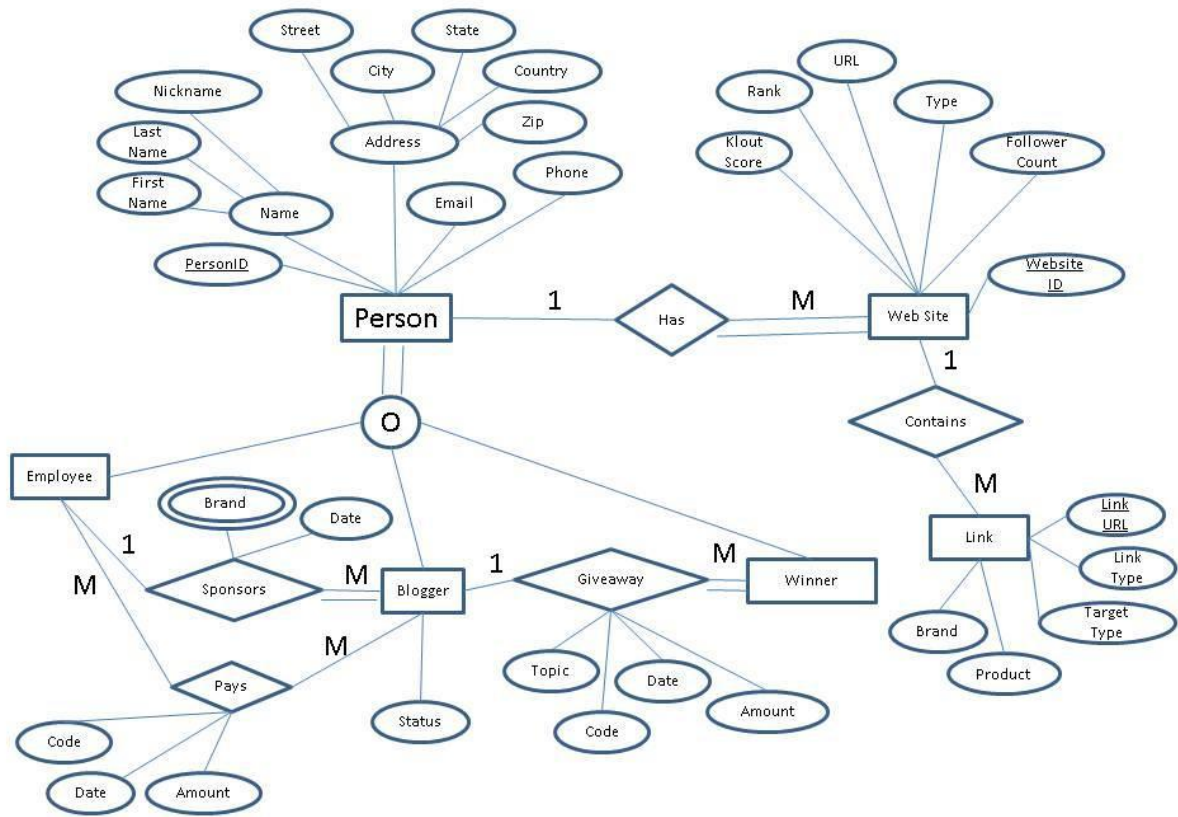 Street
State
City
Country
Nickname
Zip
Last
Name
Address
First
Name
Phone
Name
Email
PersonID
URL
Rank
Type
Klout
Score
Follower
Count
Website
ID
Person
1
Has
M
Web Site
1
O
Contains
Employee
Brand
Date
M
Link
URL
1
Link
Link
Type
M
Sponsors
M
Blogger
1
Giveaway
M
Winner
Target
Type
Brand
M
Product
Pays
Topic
Date
Status
Code
Amount
Code
Date
Amount